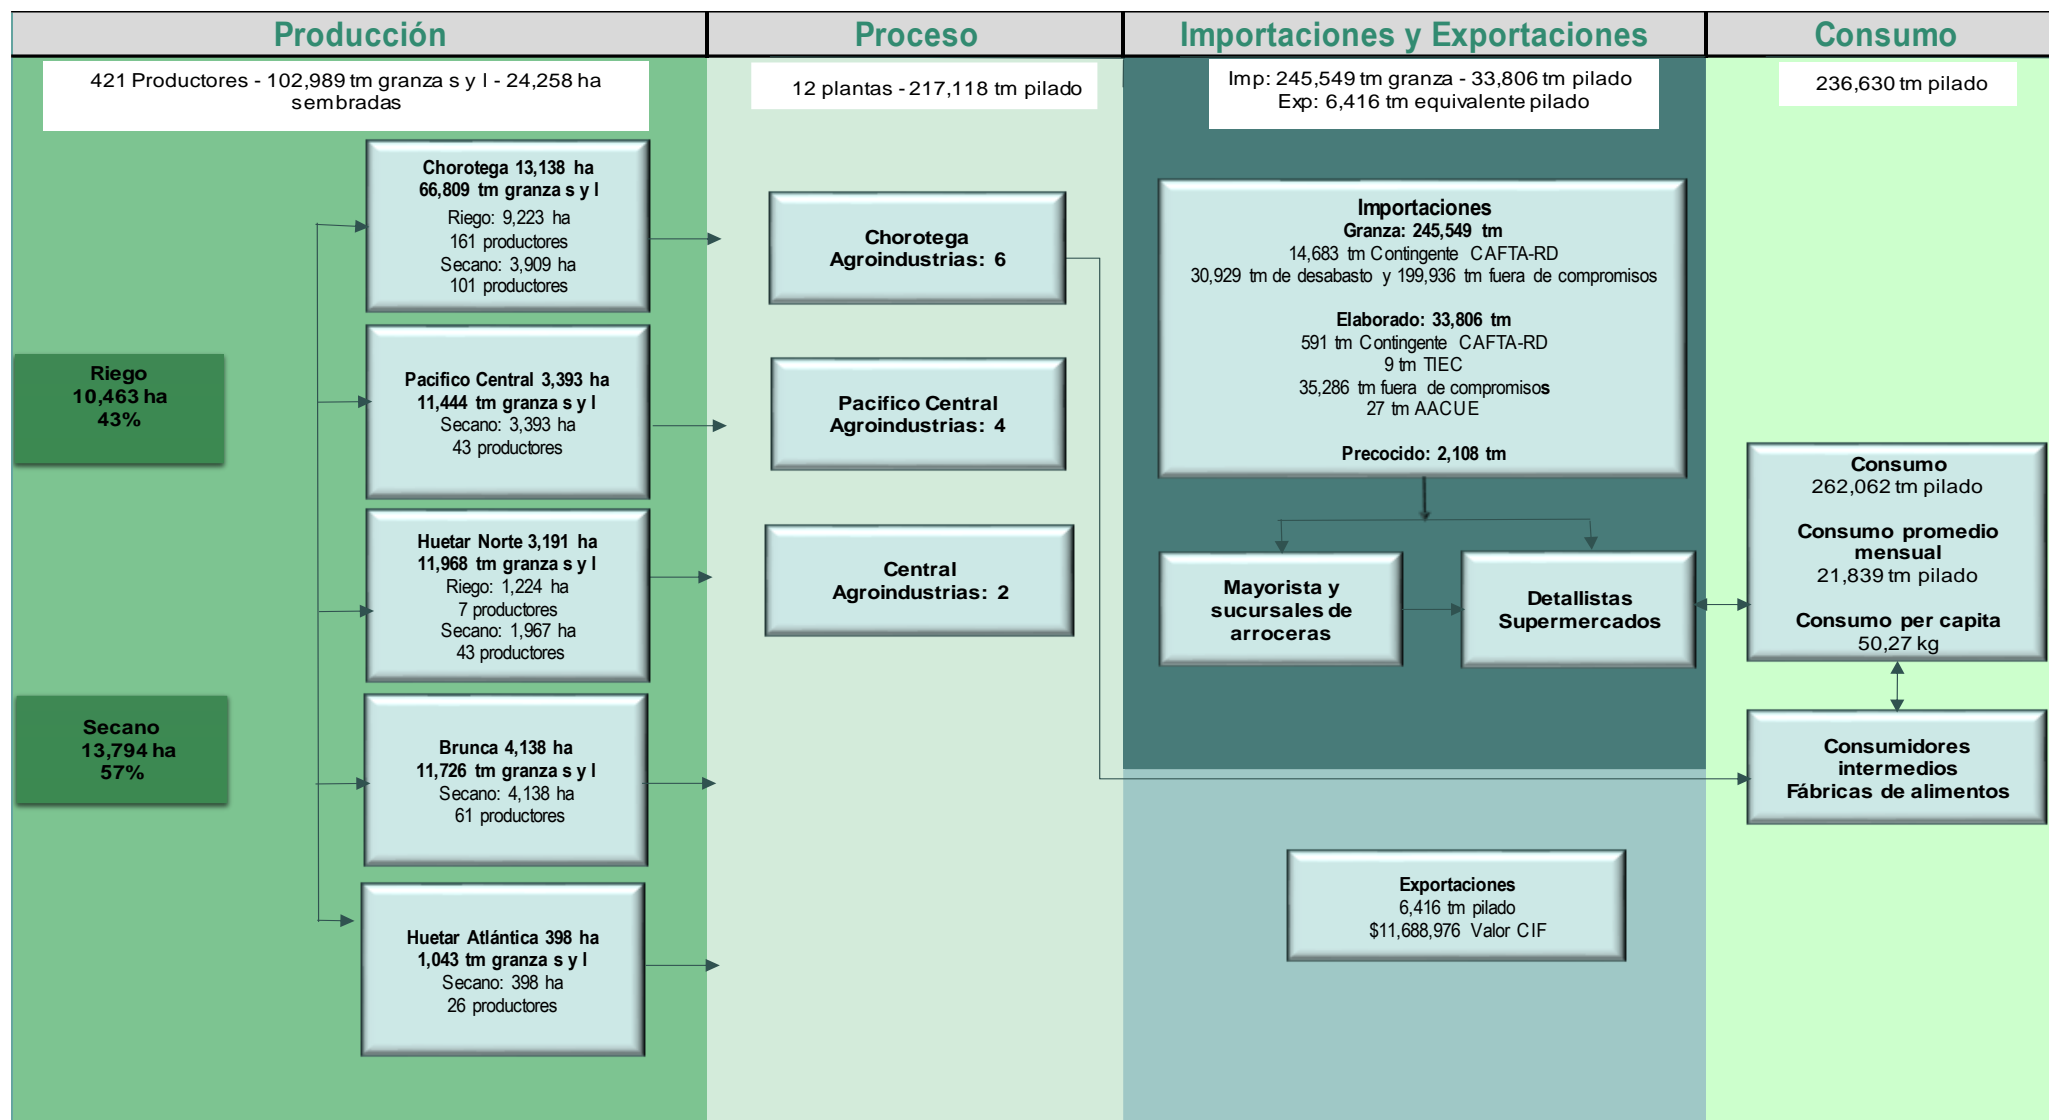 Producción
Proceso
Importaciones y Exportaciones
Consumo
421 Productores - 102,989 tm granza s y l - 24,258 ha
sembradas
12 plantas - 217,118 tm pilado
Imp: 245,549 tm granza - 33,806 tm pilado
Exp: 6,416 tm equivalente pilado
236,630 tm pilado
Riego
10,463 ha
43%
Secano
13,794 ha
57%
Chorotega 13,138 ha
66,809 tm granza s y l
Riego: 9,223 ha
161 productores
Secano: 3,909 ha
101 productores
Pacifico Central 3,393 ha
11,444 tm granza s y l
Secano: 3,393 ha
43 productores
Huetar Norte 3,191 ha
11,968 tm granza s y l
Riego: 1,224 ha
7 productores
Secano: 1,967 ha
43 productores
Brunca 4,138 ha
11,726 tm granza s y l
Secano: 4,138 ha
61 productores
Huetar Atlántica 398 ha
1,043 tm granza s y l
Secano: 398 ha
26 productores
Chorotega
Agroindustrias: 6
Pacifico Central
Agroindustrias: 4
Central
Agroindustrias: 2
Importaciones
Granza: 245,549 tm
14,683 tm Contingente CAFTA-RD
30,929 tm de desabasto y 199,936 tm fuera de compromisos
Elaborado: 33,806 tm
591 tm Contingente CAFTA-RD
9 tm TIEC
35,286 tm fuera de compromisos
27 tm AACUE
Precocido: 2,108 tm
Mayorista y
sucursales de
arroceras
Detallistas
Supermercados
Exportaciones
6,416 tm pilado
$11,688,976 Valor CIF
Consumo
262,062 tm pilado
Consumo promedio
mensual
21,839 tm pilado
Consumo per capita
50,27 kg
Consumidores
intermedios
Fábricas de alimentos